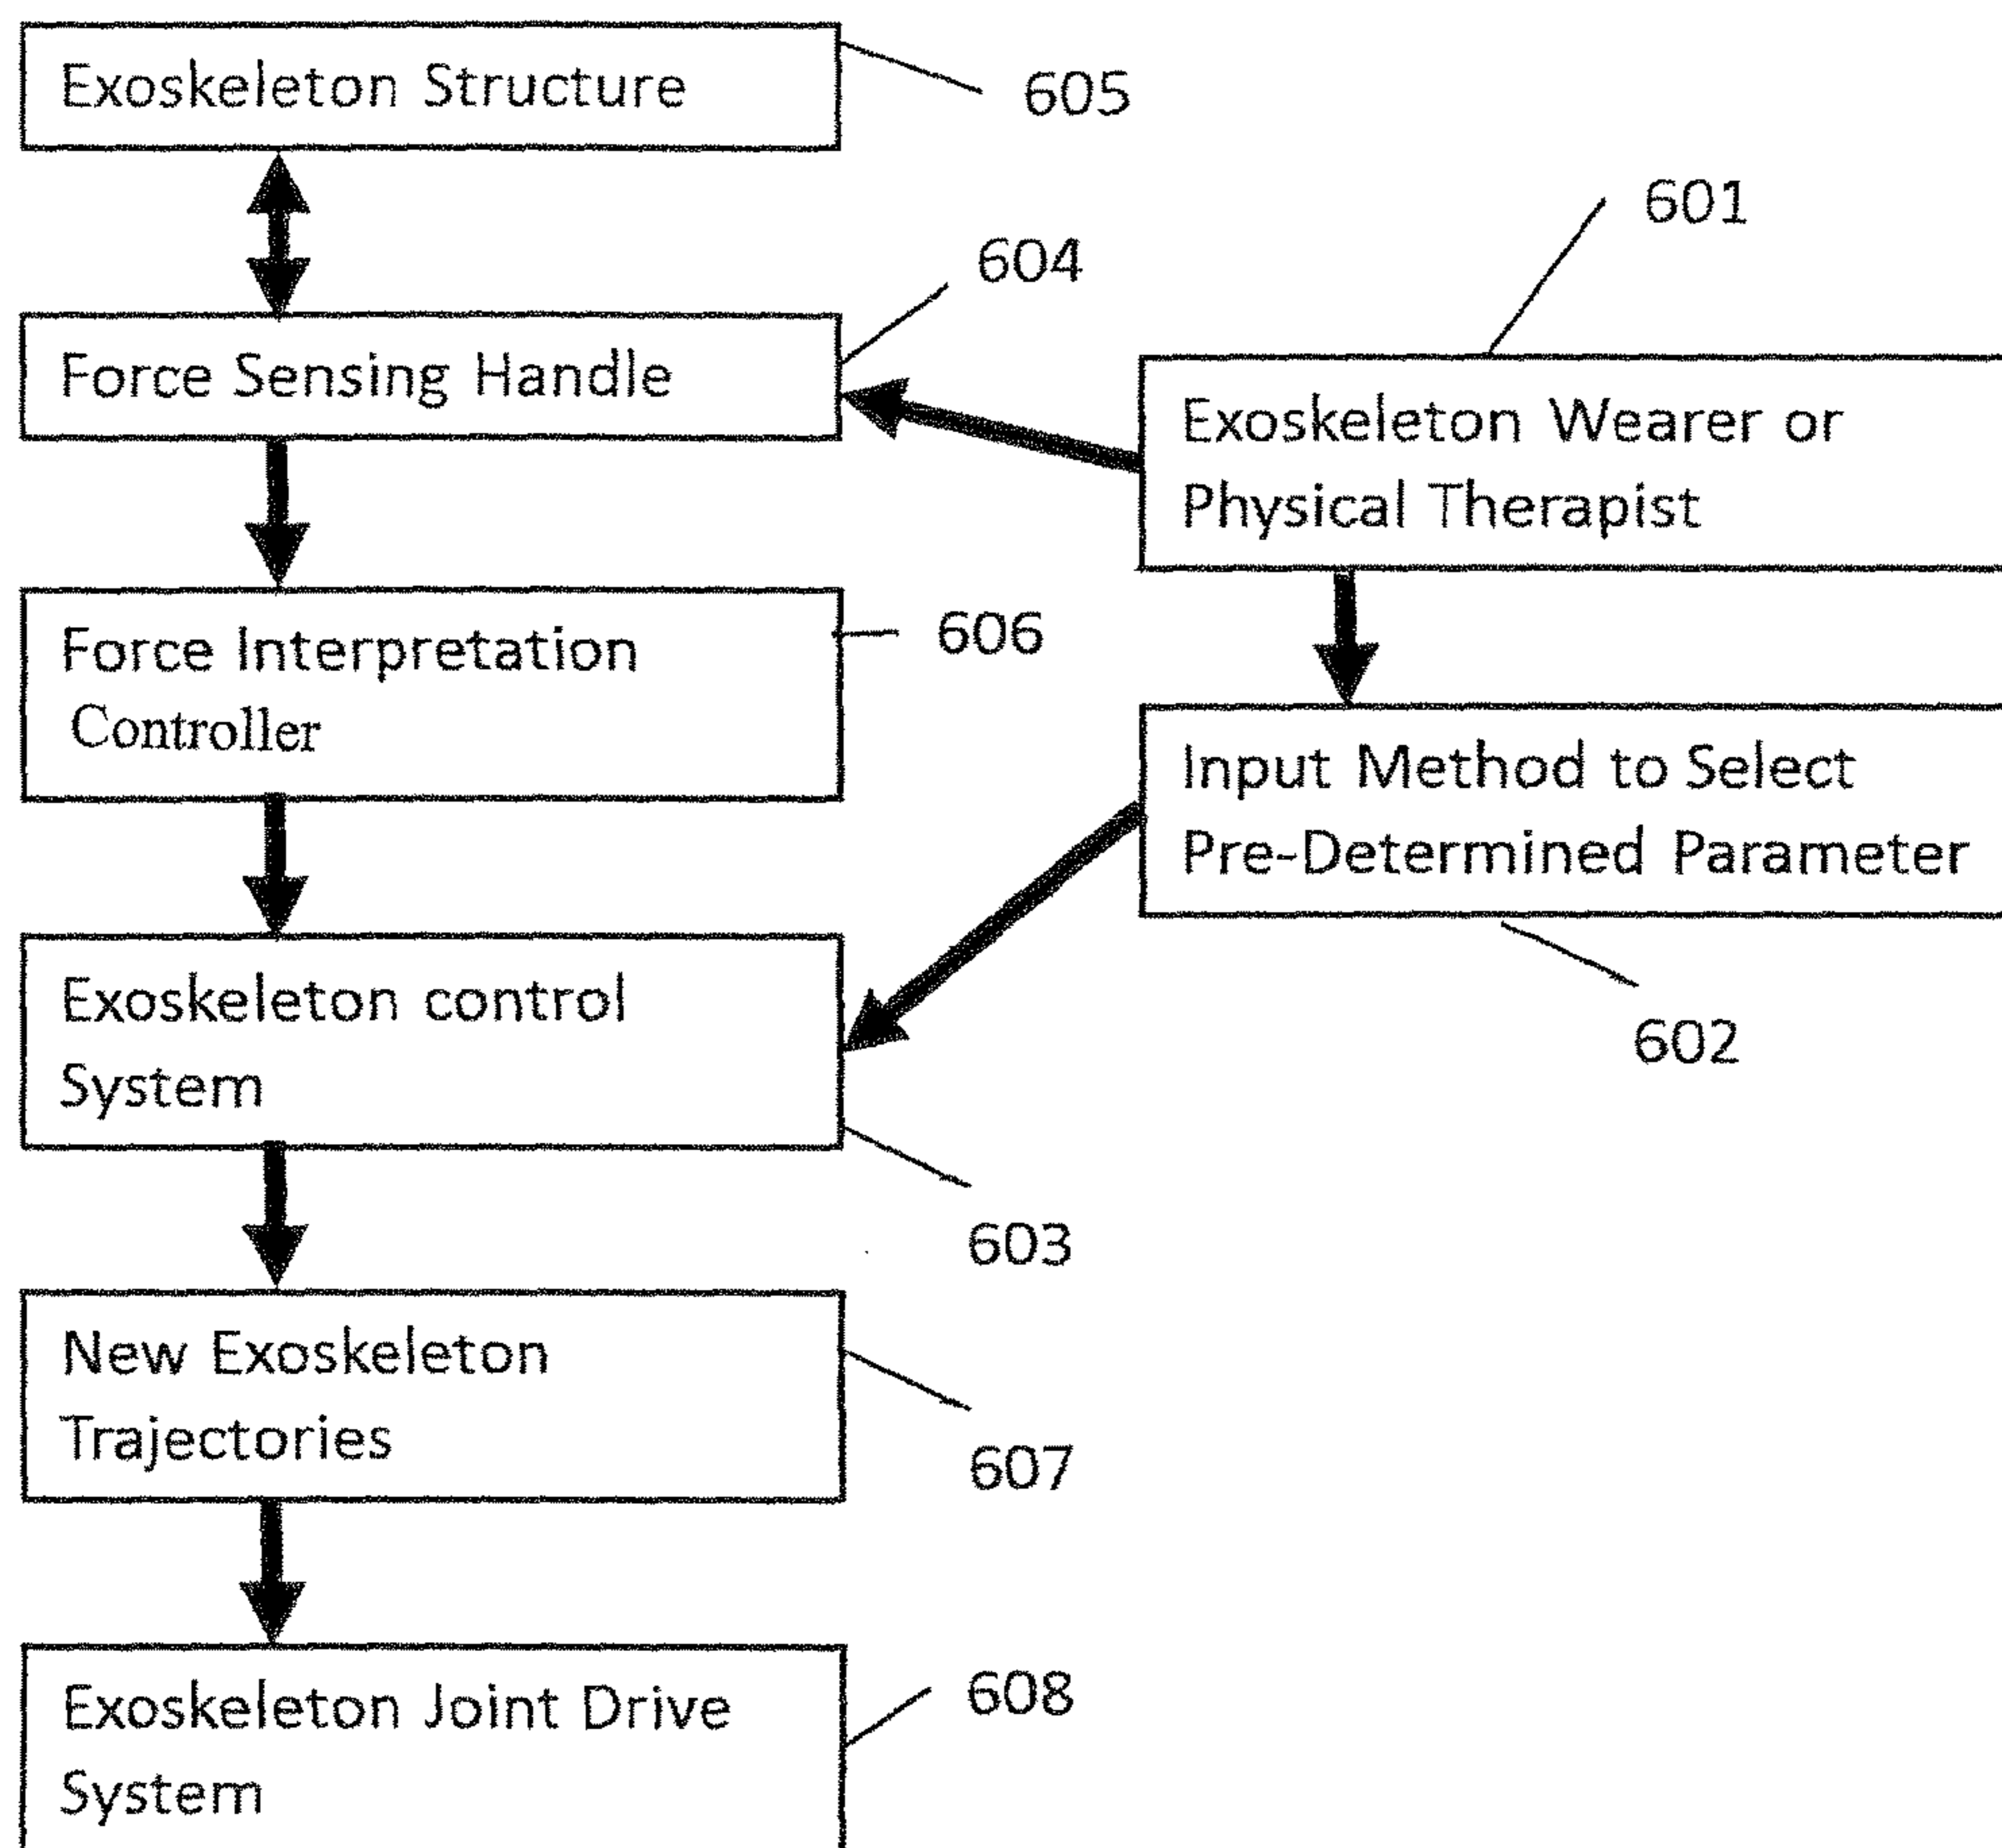 Exoskeleton Structure
605
601
604
Force Sensing Handle
Exoskeleton Wearer or
Physical Therapist
606
Force Interpretation
Controller
Input Method to Select
Pre-Determined Parameter
602
Exoskeleton control
System
603
New Exoskeleton
Trajectories
607
608
Exoskeleton Joint Drive
System